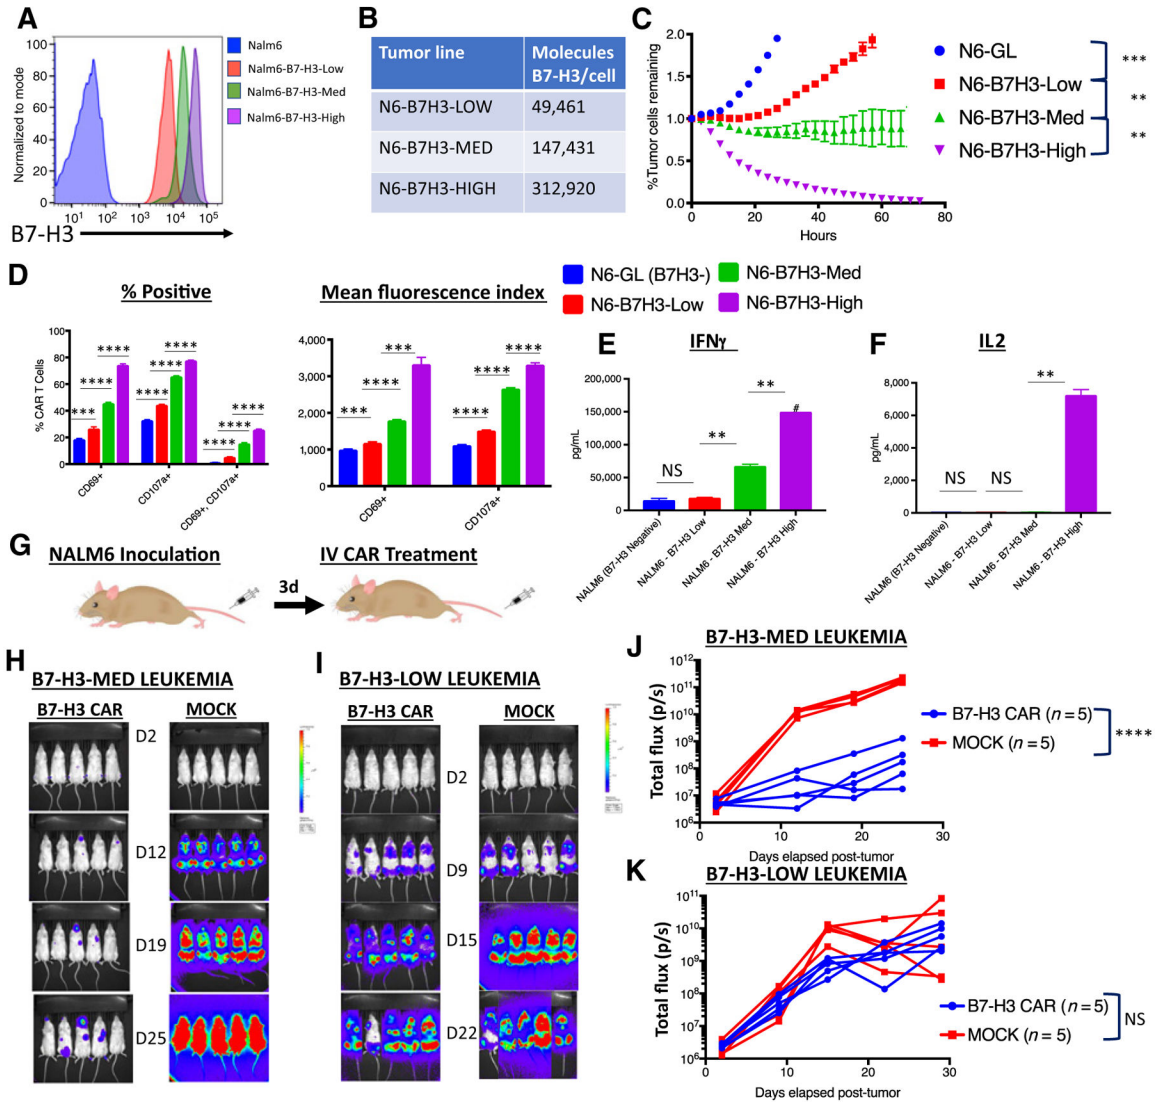 A
Normalized to mode
100
80
60
40
20
0
10¹ 10² 10³ 10⁴ 10⁵
B7-H3
Nalm6
Nalm6-B7-H3-Low
Nalm6-B7-H3-Med
Nalm6-B7-H3-High
B
Tumor line Molecules
B7-H3/cell
N6-B7H3-LOW 49,461
N6-B7H3-MED 147,431
N6-B7H3-HIGH 312,920
C
%Tumor cells remaining
2.0
1.5
1.0
0.5
0.0
0 20 40 60 80
Hours
N6-GL
N6-B7H3-Low
N6-B7H3-Med
N6-B7H3-High
***
**
**
D
% Positive
% CAR T Cells
100
80
60
40
20
0
*** **** ****
**** **** ****
**** **** ****
CD69+ CD107a+ CD69+, CD107a+
Mean fluorescence index
4,000
3,000
2,000
1,000
0
*** **** ***
**** **** ****
CD69+ CD107a+
N6-GL (B7H3-) N6-B7H3-Med
N6-B7H3-Low N6-B7H3-High
E
IFNγ
pg/mL
200,000
150,000
100,000
50,000
0
NS ** **
#
NALM6 (B7-H3 Negative)
NALM6 - B7-H3 Low
NALM6 - B7-H3 Med
NALM6 - B7-H3 High
F
IL2
pg/mL
8,000
6,000
4,000
2,000
0
NS NS **
NALM6 (B7-H3 Negative)
NALM6 - B7-H3 Low
NALM6 - B7-H3 Med
NALM6 - B7-H3 High
G
NALM6 Inoculation
3d
IV CAR Treatment
H
B7-H3-MED LEUKEMIA
B7-H3 CAR MOCK
D2
D12
D19
D25
I
B7-H3-LOW LEUKEMIA
B7-H3 CAR MOCK
D2
D9
D15
D22
J
B7-H3-MED LEUKEMIA
Total flux (p/s)
10¹²
10¹¹
10¹⁰
10⁹
10⁸
10⁷
10⁶
0 10 20 30
Days elapsed post-tumor
B7-H3 CAR (n = 5)
MOCK (n = 5)
****
K
B7-H3-LOW LEUKEMIA
Total flux (p/s)
10¹¹
10¹⁰
10⁹
10⁸
10⁷
10⁶
0 10 20 30
Days elapsed post-tumor
B7-H3 CAR (n = 5)
MOCK (n = 5)
NS